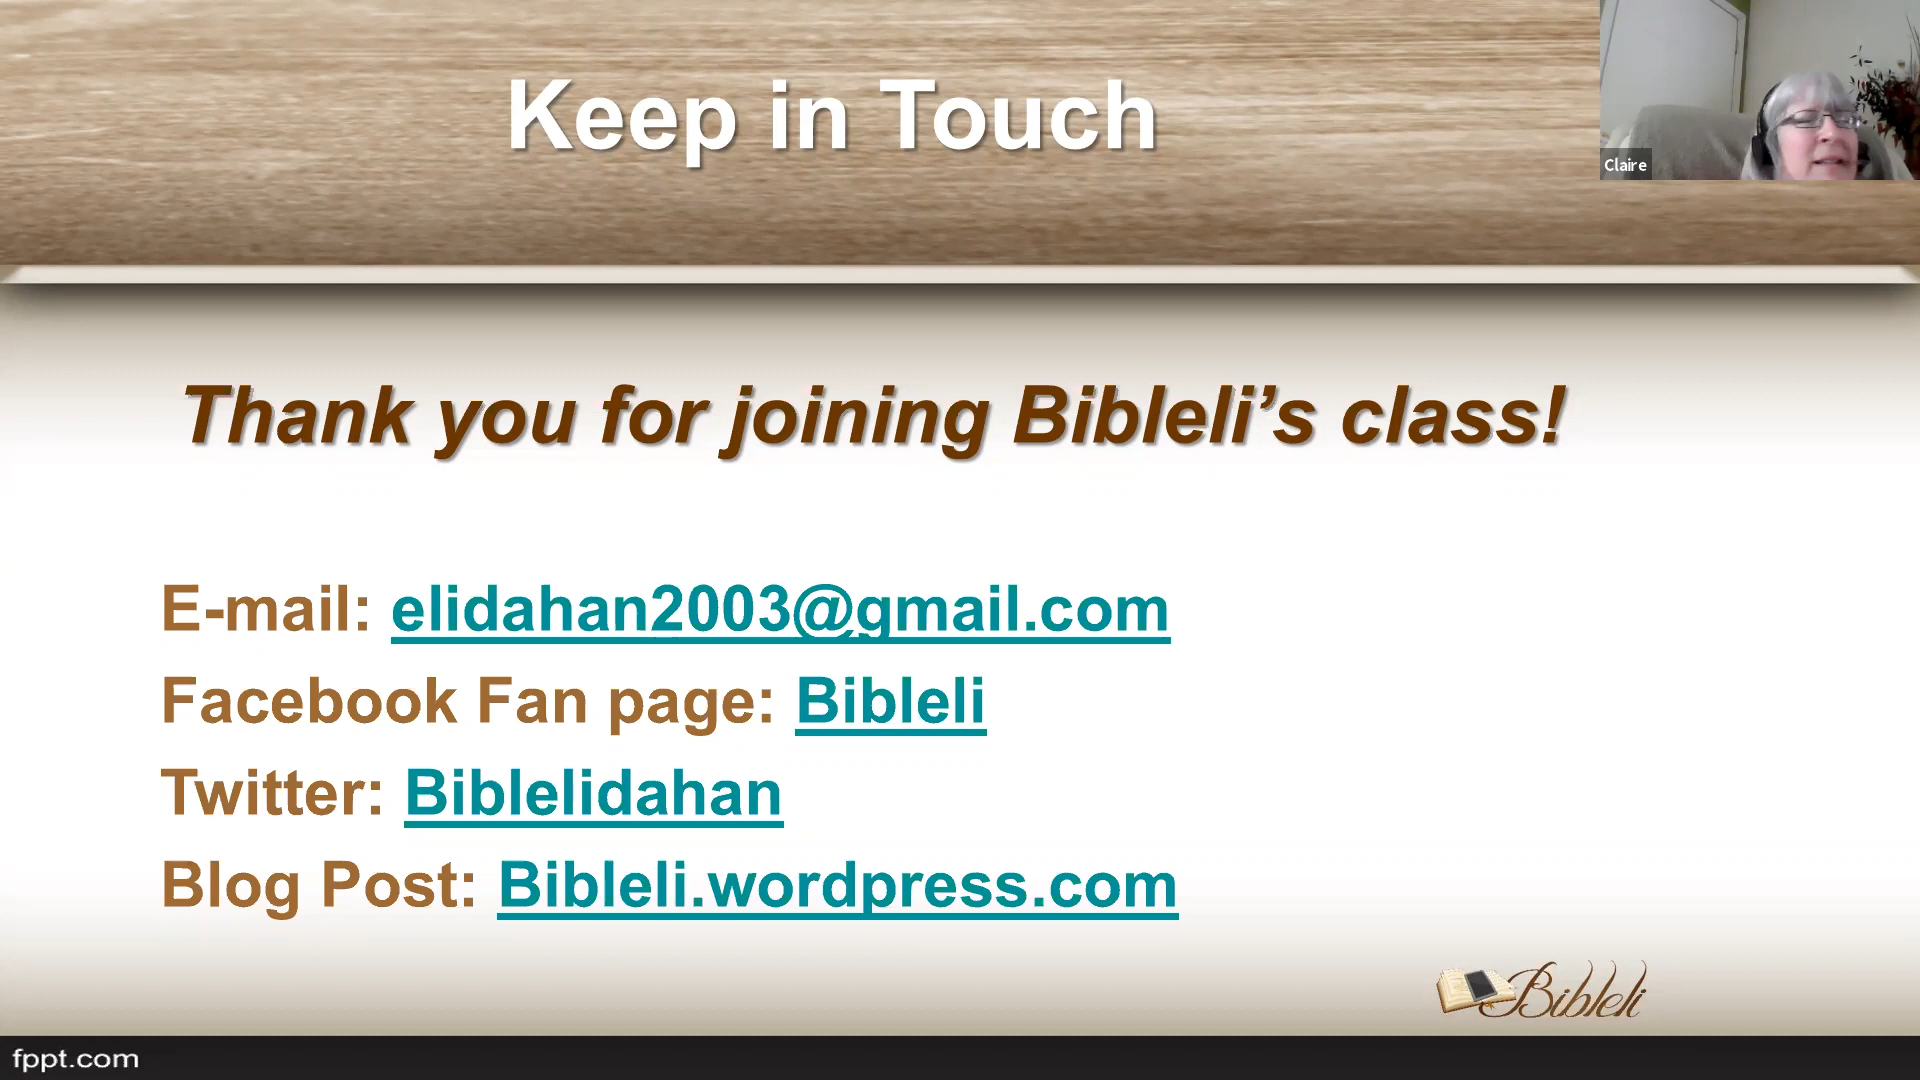 Keep in Touch
Claire
Thank you for joining Bibleli’s class!
E-mail: elidahan2003@gmail.com
Facebook Fan page: Bibleli
Twitter: Biblelidahan
Blog Post: Bibleli.wordpress.com
Bibleli
fppt.com